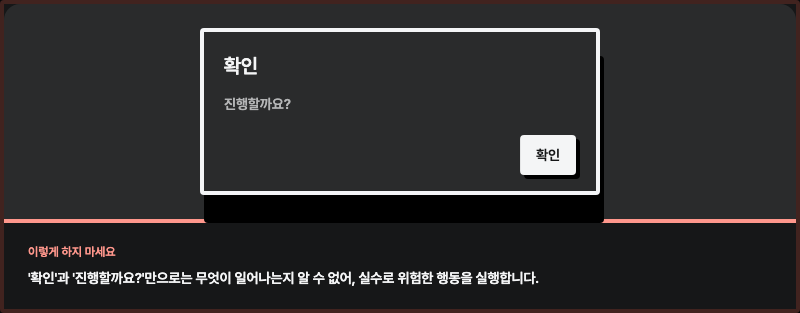 확인
진행할까요?
확인
이렇게 하지 마세요
'확인'과 '진행할까요?'만으로는 무엇이 일어나는지 알 수 없어, 실수로 위험한 행동을 실행합니다.